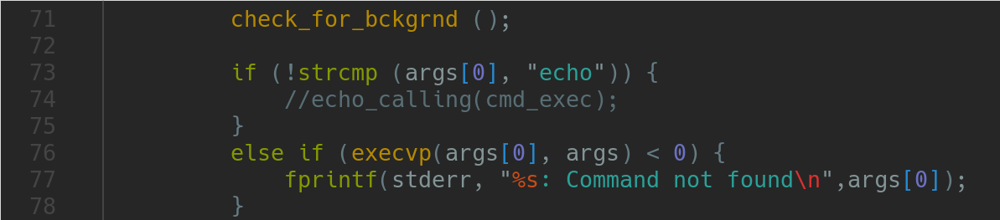 71 check_for_bckgrnd ();
72
73 if (!strcmp (args[0], "echo")) {
74 //echo_calling(cmd_exec);
75 }
76 else if (execvp(args[0], args) < 0) {
77 fprintf(stderr, "%s: Command not found\n",args[0]);
78 }